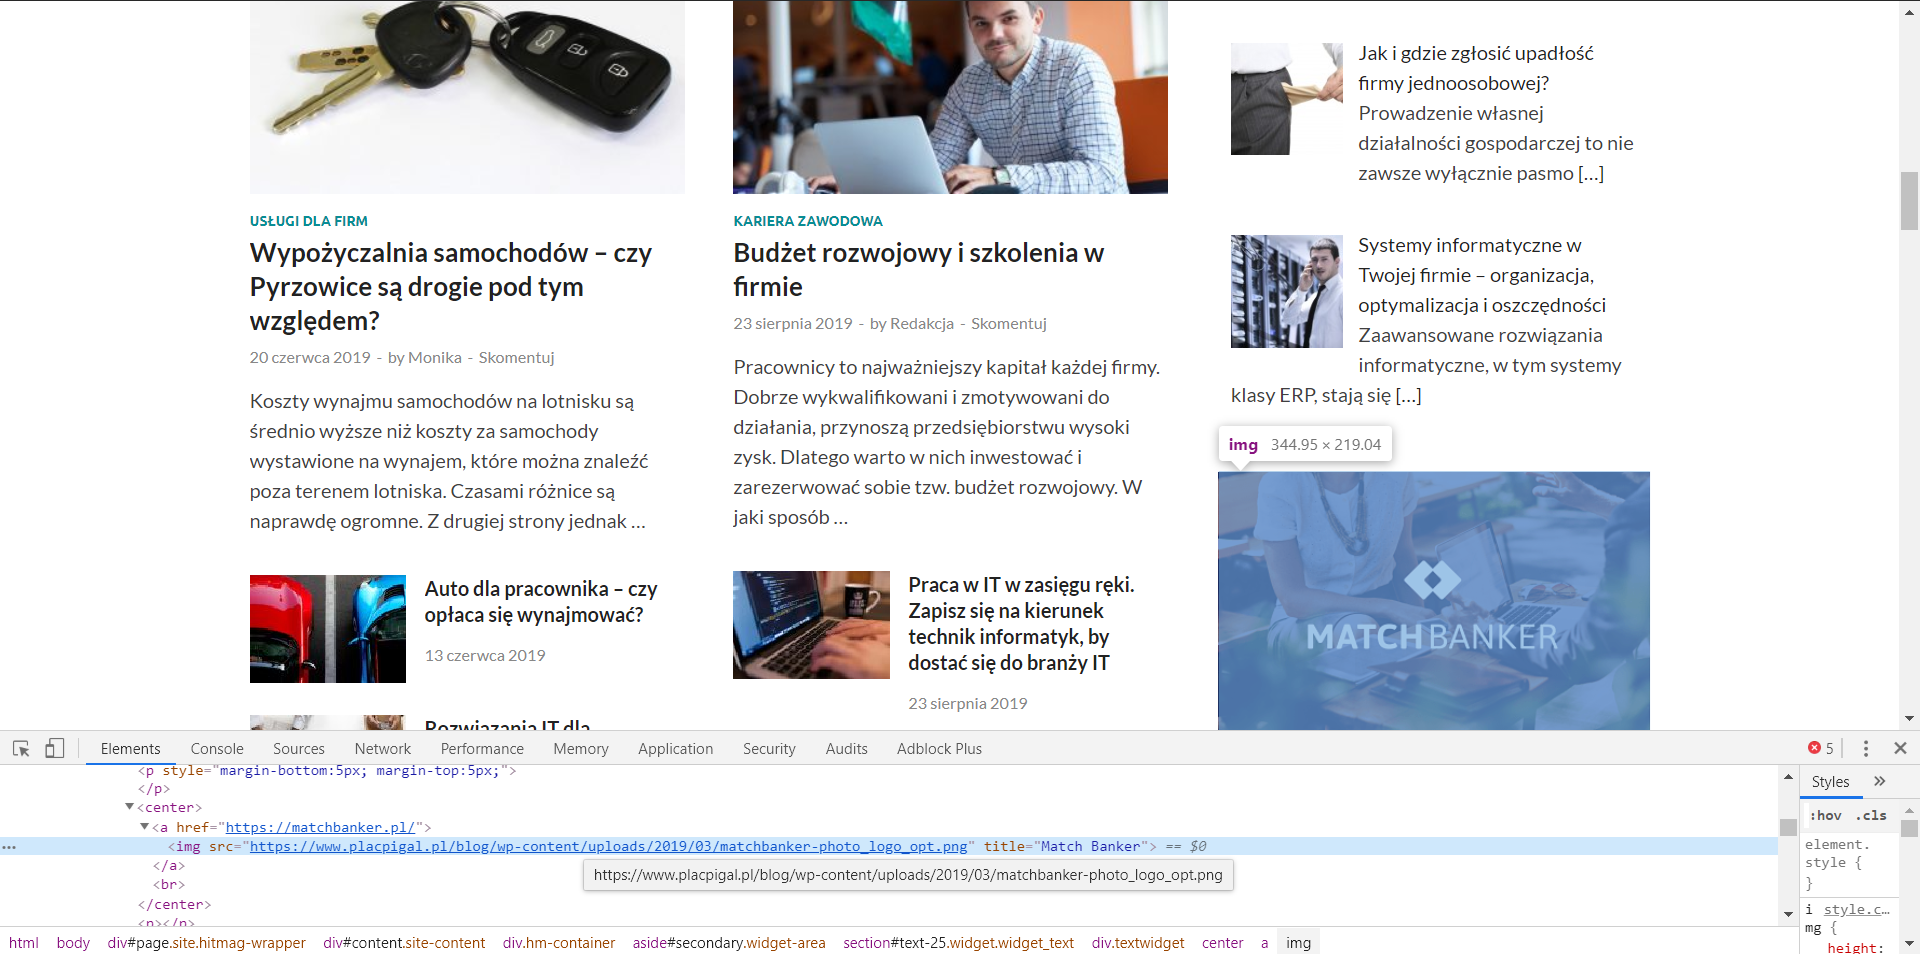 USŁUGI DLA FIRM
Wypożyczalnia samochodów – czy
Pyrzowice są drogie pod tym
względem?
20 czerwca 2019 - by Monika - Skomentuj
Koszty wynajmu samochodów na lotnisku są
średnio wyższe niż koszty za samochody
wystawione na wynajem, które można znaleźć
poza terenem lotniska. Czasami różnice są
naprawdę ogromne. Z drugiej strony jednak …
Auto dla pracownika – czy
opłaca się wynajmować?
13 czerwca 2019
Rozwiązania IT dla
KARIERA ZAWODOWA
Budżet rozwojowy i szkolenia w
firmie
23 sierpnia 2019 - by Redakcja - Skomentuj
Pracownicy to najważniejszy kapitał każdej firmy.
Dobrze wykwalifikowani i zmotywowani do
działania, przynoszą przedsiębiorstwu wysoki
zysk. Dlatego warto w nich inwestować i
zarezerwować sobie tzw. budżet rozwojowy. W
jaki sposób …
Praca w IT w zasięgu ręki.
Zapisz się na kierunek
technik informatyk, by
dostać się do branży IT
23 sierpnia 2019
Jak i gdzie zgłosić upadłość
firmy jednoosobowej?
Prowadzenie własnej
działalności gospodarczej to nie
zawsze wyłącznie pasmo […]
Systemy informatyczne w
Twojej firmie – organizacja,
optymalizacja i oszczędności
Zaawansowane rozwiązania
informatyczne, w tym systemy
klasy ERP, stają się […]
img 344.95 × 219.04
MATCHBANKER
Elements Console Sources Network Performance Memory Application Security Audits Adblock Plus 5
<p style="margin-bottom:5px; margin-top:5px;">
</p>
<center>
<a href="https://matchbanker.pl/">
<img src="https://www.placpigal.pl/blog/wp-content/uploads/2019/03/matchbanker-photo_logo_opt.png" title="Match Banker"> == $0
</a>
https://www.placpigal.pl/blog/wp-content/uploads/2019/03/matchbanker-photo_logo_opt.png
<br>
</center>
<p></p>
html body div#page.site.hitmag-wrapper div#content.site-content div.hm-container aside#secondary.widget-area section#text-25.widget.widget_text div.textwidget center a img
Styles »
:hov .cls
element.
style {
}
i style.c…
mg {
height: